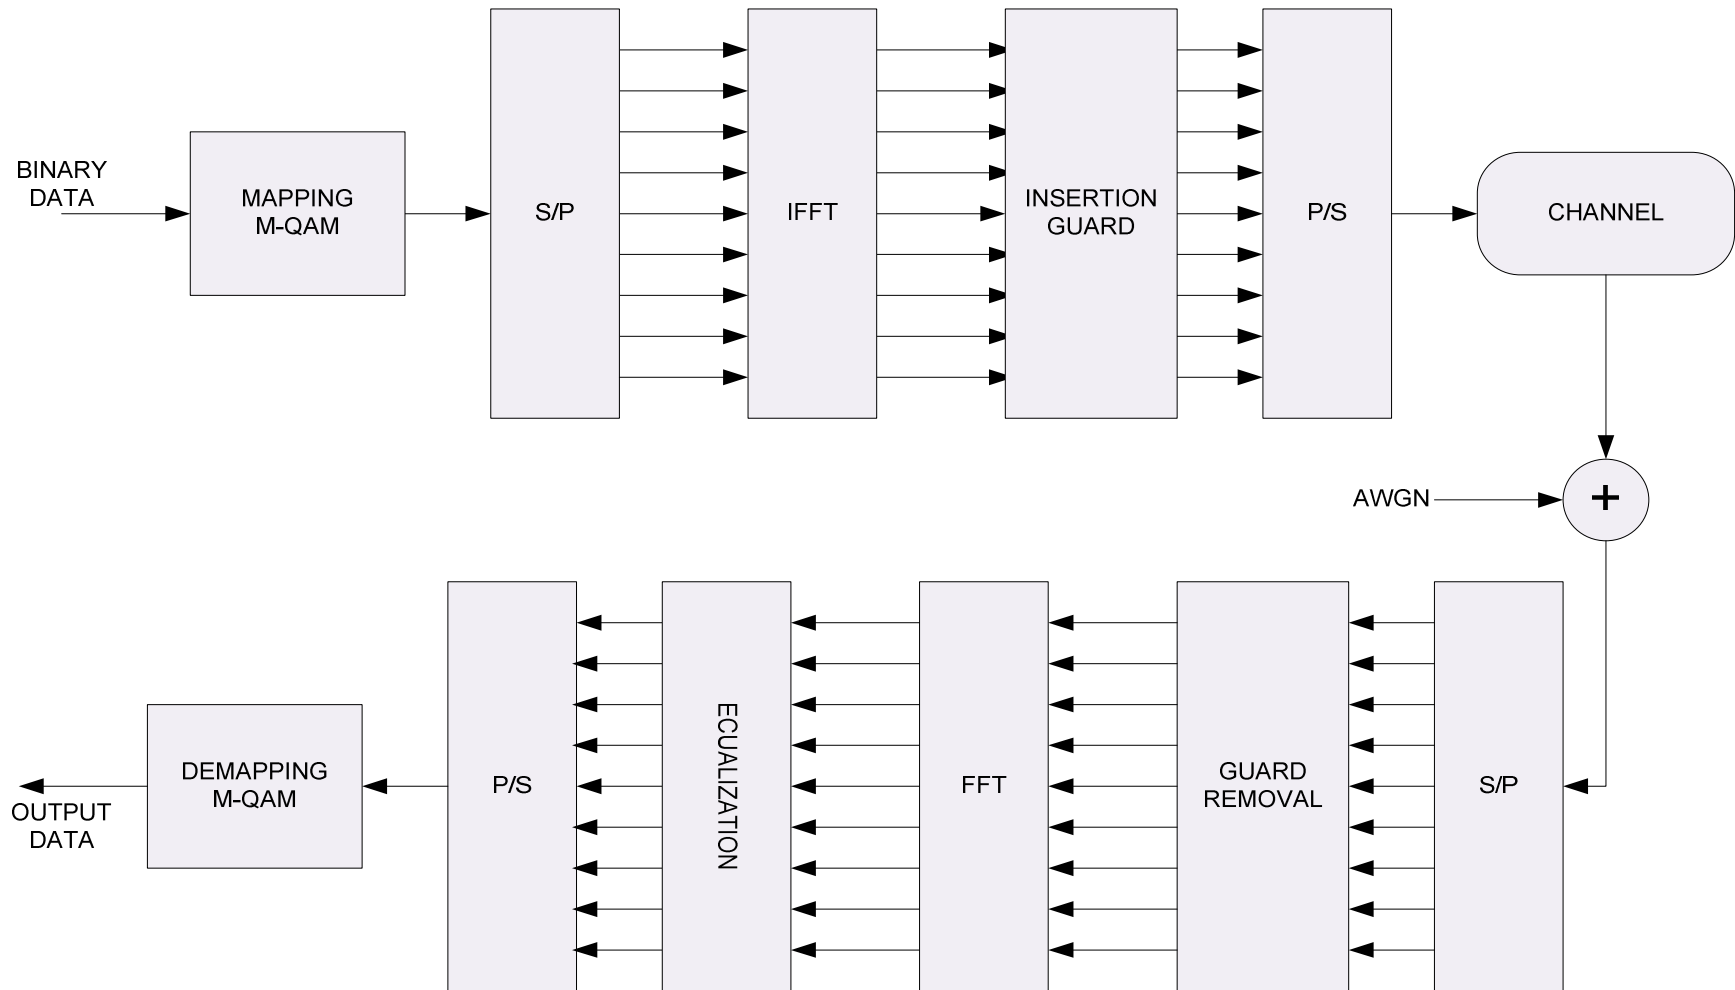 BINARY
DATA
MAPPING
M-QAM
S/P
IFFT
INSERTION
GUARD
P/S
CHANNEL
AWGN
+
S/P
GUARD
REMOVAL
FFT
ECUALIZATION
P/S
DEMAPPING
M-QAM
OUTPUT
DATA